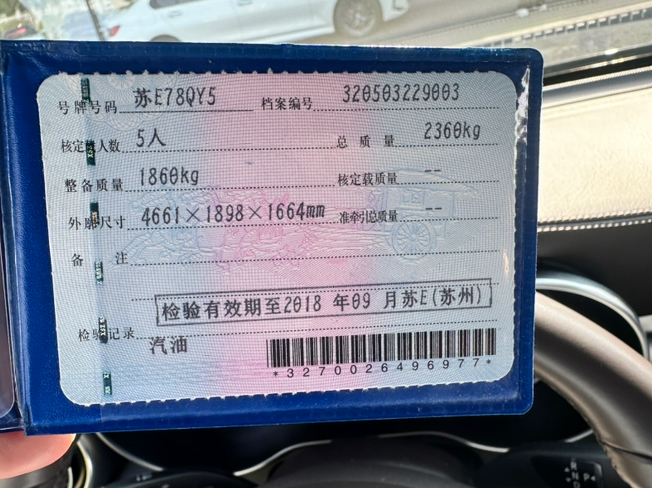 号牌号码 苏E78QY5 档案编号 320503229003
核定载人数 5人 总质量 2360kg
整备质量 1860kg 核定载质量 --
外廓尺寸 4661×1898×1664mm 准牵引总质量 --
备注
检验有效期至2018 年09 月苏E(苏州)
检验记录
汽油
*3270026496977*